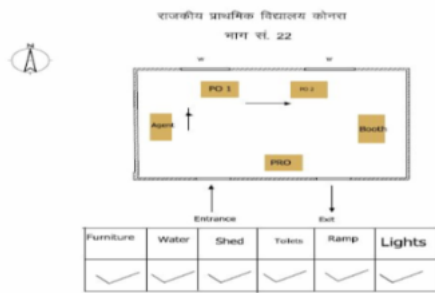 राजकीय प्राथमिक विद्यालय कोनरा
भाग सं. 22
N
W W
PO 1 PO 2
Agent
Booth
PRO
Entrance Exit
Furniture Water Shed Toilets Ramp Lights